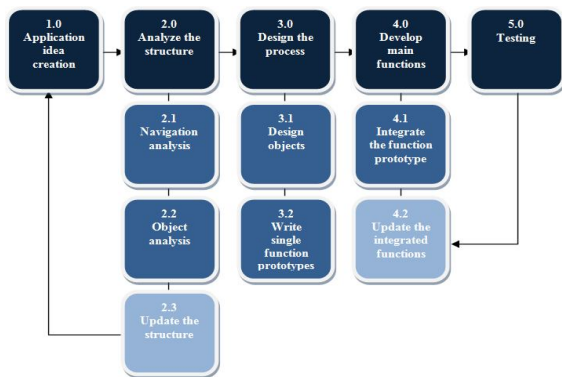 1.0
Application
idea
creation
2.0
Analyze the
structure
3.0
Design the
process
4.0
Develop
main
functions
5.0
Testing
2.1
Navigation
analysis
3.1
Design
objects
4.1
Integrate
the function
prototype
2.2
Object
analysis
3.2
Write
single
function
prototypes
4.2
Update the
integrated
functions
2.3
Update the
structure